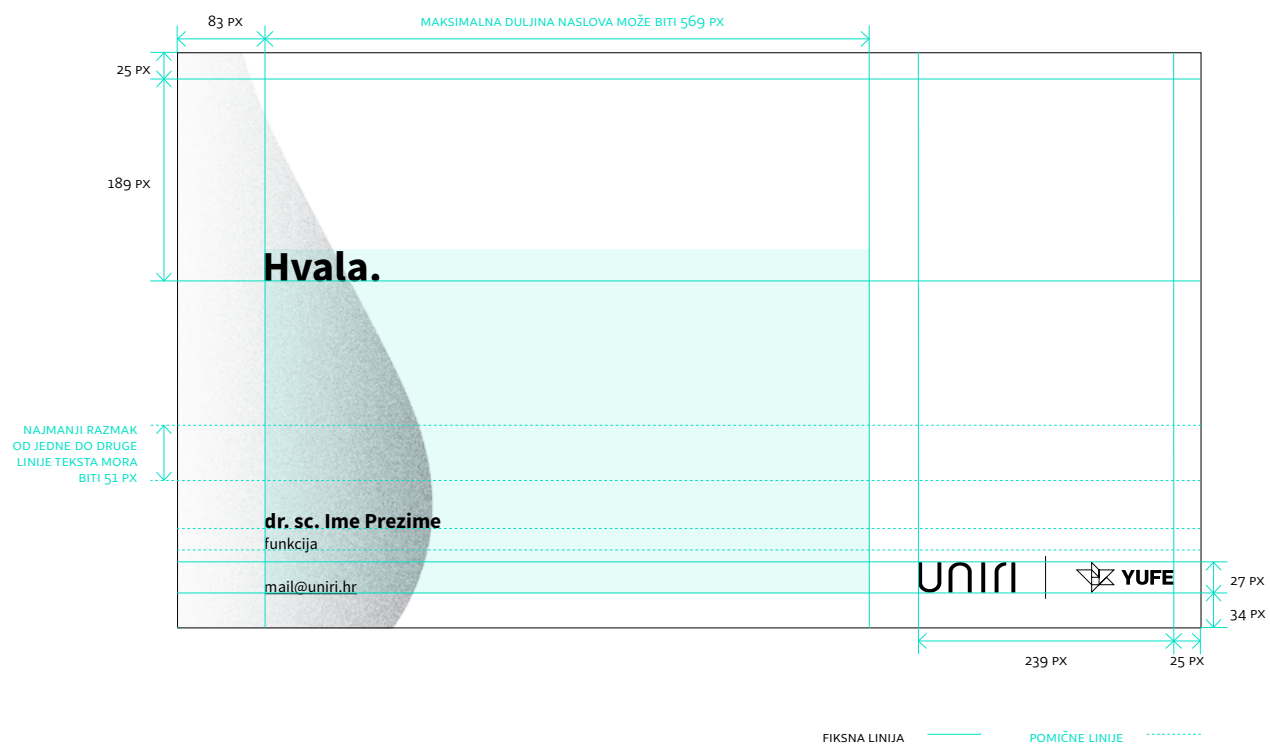 83 PX
MAKSIMALNA DULJINA NASLOVA MOŽE BITI 569 PX
25 PX
189 PX
Hvala.
NAJMANJI RAZMAK
OD JEDNE DO DRUGE
LINIJE TEKSTA MORA
BITI 51 PX
dr. sc. Ime Prezime
funkcija
mail@uniri.hr
UNIRI
YUFE
27 PX
34 PX
239 PX
25 PX
FIKSNA LINIJA
POMIČNE LINIJE